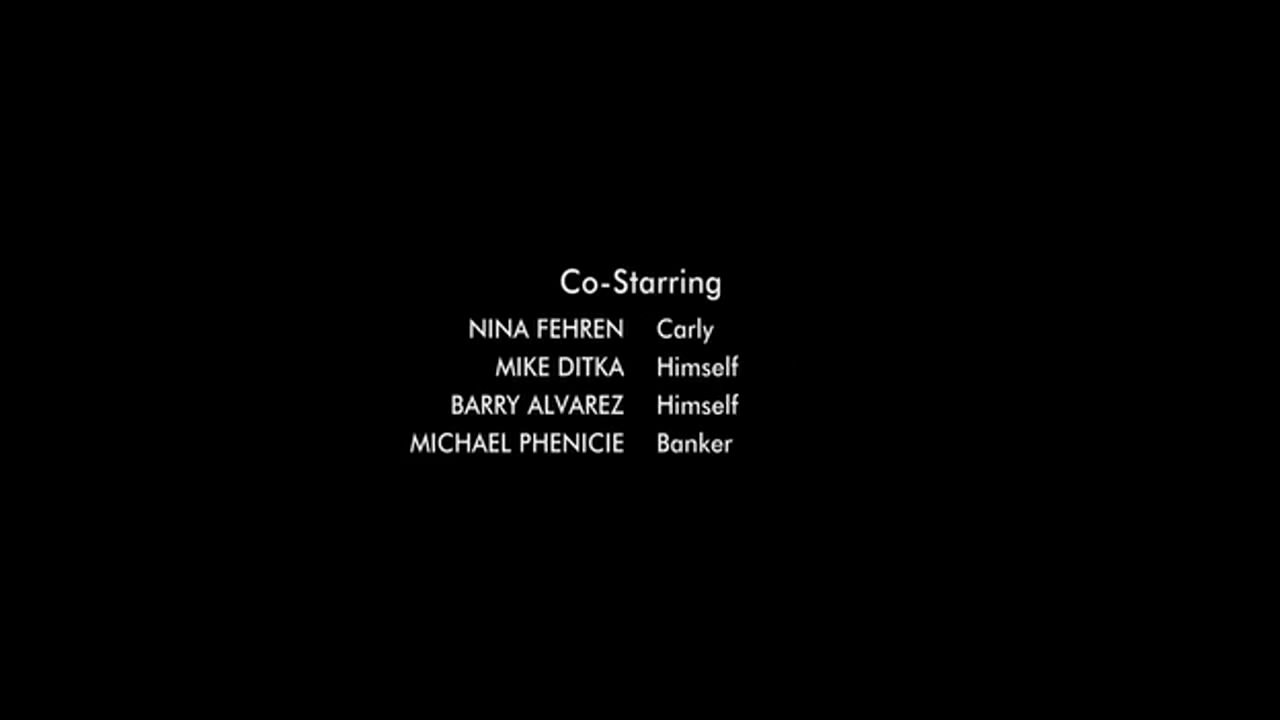 Co-Starring
NINA FEHREN Carly
MIKE DITKA Himself
BARRY ALVAREZ Himself
MICHAEL PHENICIE Banker